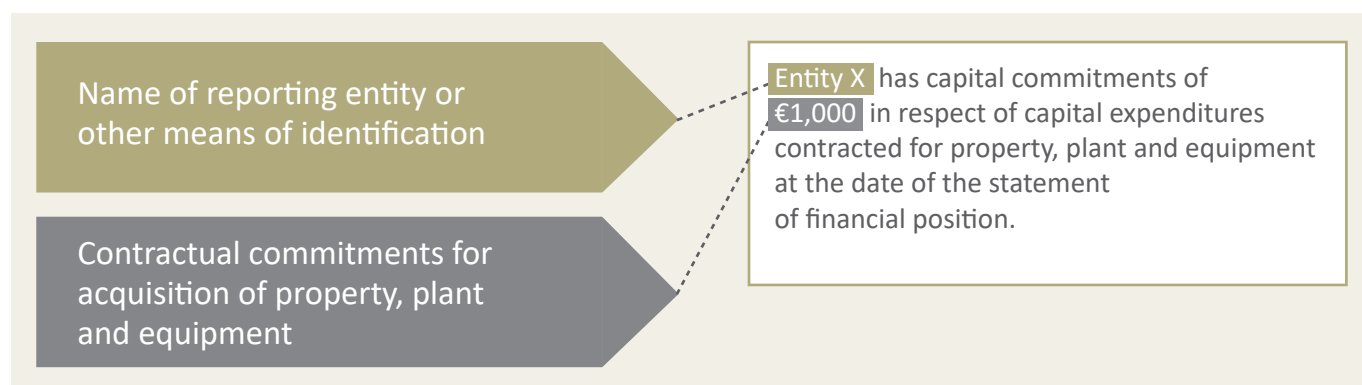 Name of reporting entity or
other means of identification
Contractual commitments for
acquisition of property, plant
and equipment
Entity X has capital commitments of
€1,000 in respect of capital expenditures
contracted for property, plant and equipment
at the date of the statement
of financial position.